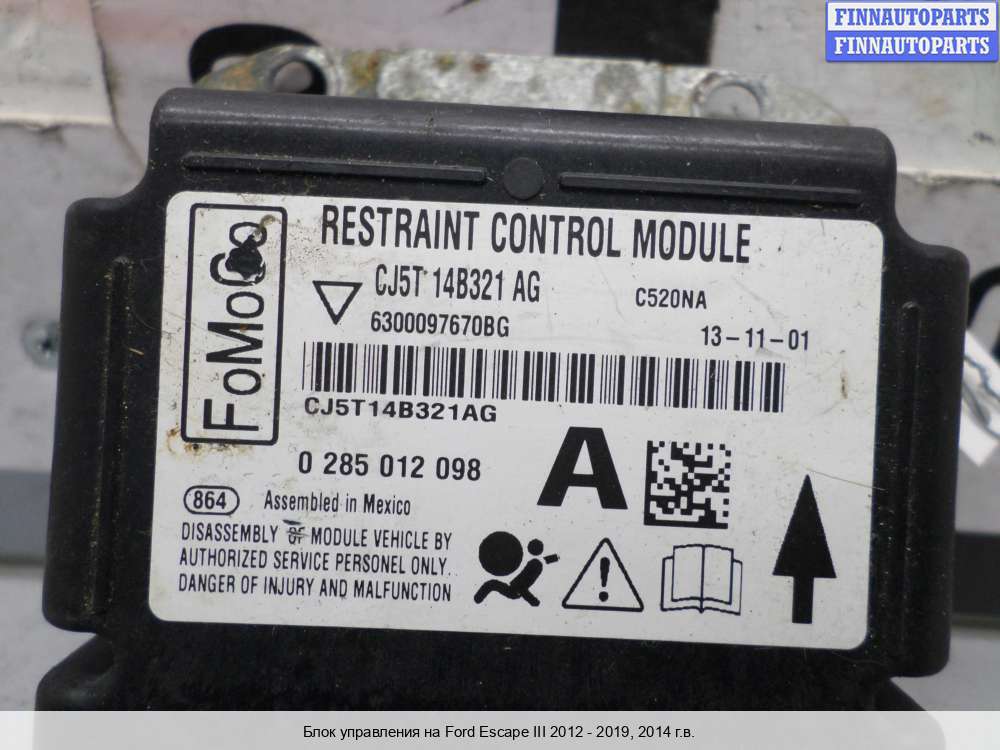 FINNAUTOPARTS
FINNAUTOPARTS
FoMoCo
RESTRAINT CONTROL MODULE
CJ5T 14B321 AG
C520NA
6300097670BG
13-11-01
CJ5T14B321AG
0 285 012 098
A
864
Assembled in Mexico
DISASSEMBLY OF MODULE VEHICLE BY
AUTHORIZED SERVICE PERSONEL ONLY.
DANGER OF INJURY AND MALFUNCTION
Блок управления на Ford Escape III 2012 - 2019, 2014 г.в.